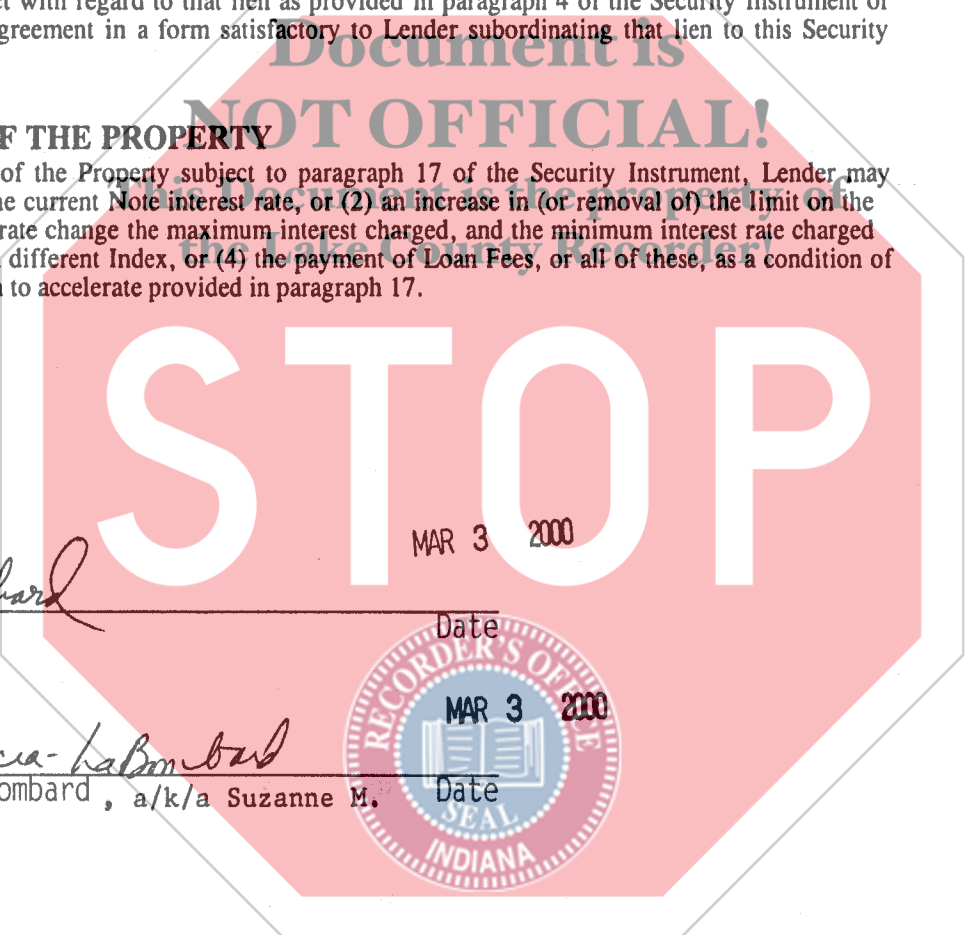 with regard to that lien as provided in paragraph 4 of the Security Instrument or
greement in a form satisfactory to Lender subordinating that lien to this Security
Document is
NOT OFFICIAL!
F THE PROPERTY
of the Property subject to paragraph 17 of the Security Instrument, Lender may
This Document is the property of
e current Note interest rate, or (2) an increase in (or removal of) the limit on the
rate change the maximum interest charged, and the minimum interest rate charged
the Lake County Recorder!
different Index, or (4) the payment of Loan Fees, or all of these, as a condition of
to accelerate provided in paragraph 17.
STOP
MAR 3 2000
Date
RECORDER'S OFFICE
MAR 3 2000
LaBombard
ombard, a/k/a Suzanne M. Date
SEAL
INDIANA